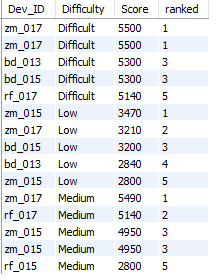 Dev_ID Difficulty Score ranked
zm_017 Difficult 5500 1
zm_017 Difficult 5500 1
bd_013 Difficult 5300 3
bd_015 Difficult 5300 3
rf_017 Difficult 5140 5
zm_015 Low 3470 1
zm_017 Low 3210 2
bd_015 Low 3200 3
bd_013 Low 2840 4
zm_015 Low 2800 5
zm_017 Medium 5490 1
rf_017 Medium 5140 2
zm_015 Medium 4950 3
zm_015 Medium 4950 3
rf_015 Medium 2800 5